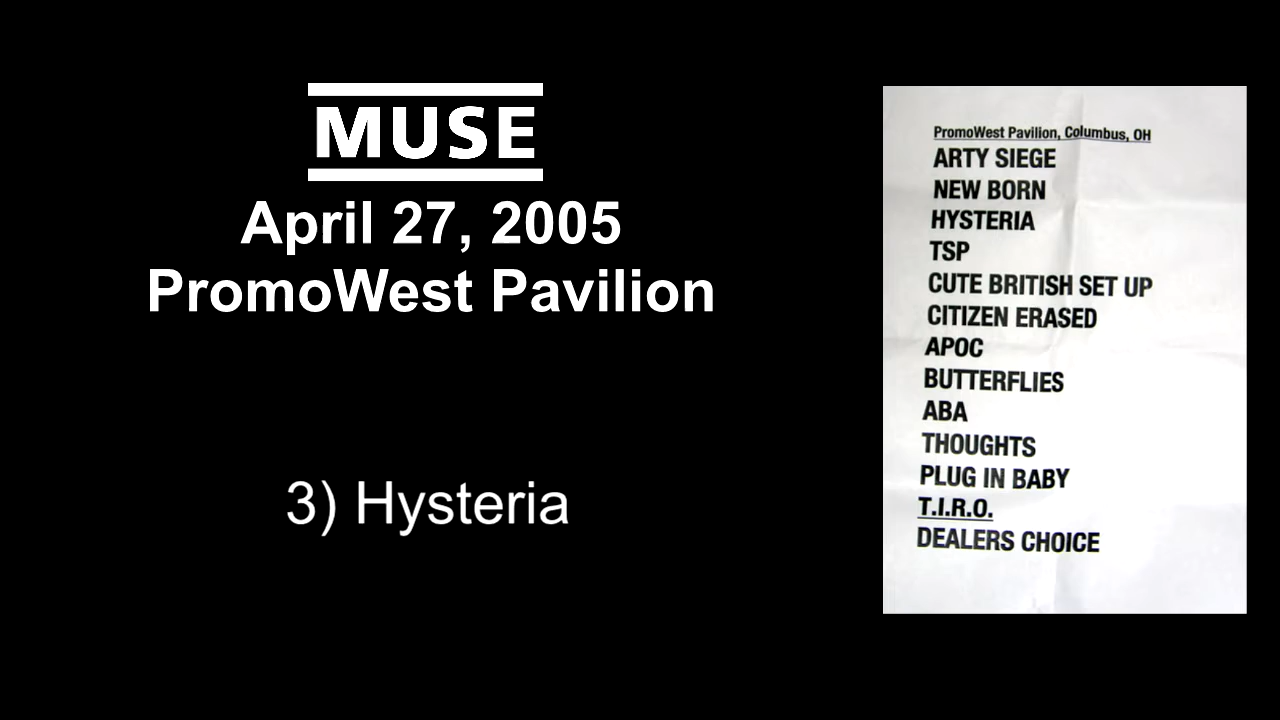 MUSE
April 27, 2005
PromoWest Pavilion
3) Hysteria
PromoWest Pavilion, Columbus, OH
ARTY SIEGE
NEW BORN
HYSTERIA
TSP
CUTE BRITISH SET UP
CITIZEN ERASED
APOC
BUTTERFLIES
ABA
THOUGHTS
PLUG IN BABY
T.I.R.O.
DEALERS CHOICE